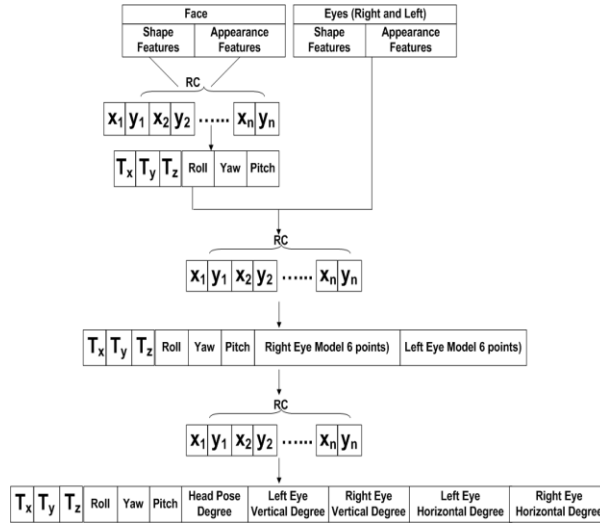 Face Eyes (Right and Left)
Shape Features Appearance Features Shape Features Appearance Features
RC
x1 y1 x2 y2 ...... xn yn
Tx Ty Tz Roll Yaw Pitch
RC
x1 y1 x2 y2 ...... xn yn
Tx Ty Tz Roll Yaw Pitch Right Eye Model 6 points) Left Eye Model 6 points)
RC
x1 y1 x2 y2 ...... xn yn
Tx Ty Tz Roll Yaw Pitch Head Pose Degree Left Eye Vertical Degree Right Eye Vertical Degree Left Eye Horizontal Degree Right Eye Horizontal Degree